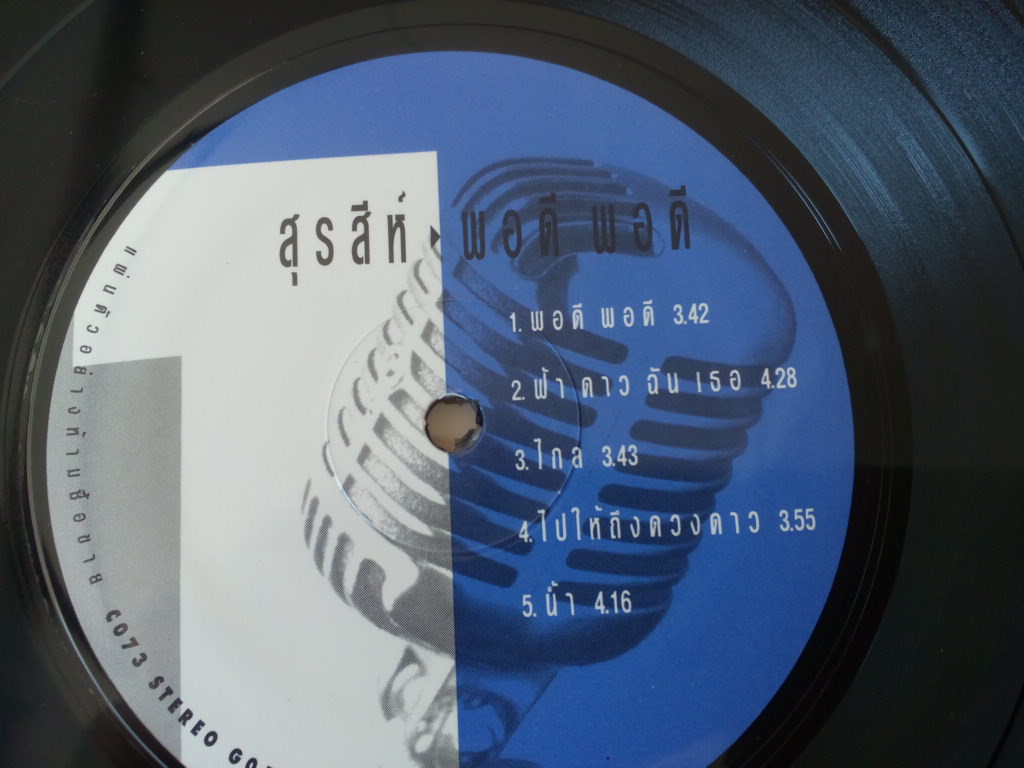 สุรสีห์ ▸ พอดี พอดี
1. พอดี พอดี 3.42
2. ฟ้า ดาว ฉัน เธอ 4.28
3. ไกล 3.43
4. ไปให้ถึงดวงดาว 3.55
5. น้ำ 4.16
C073 STEREO